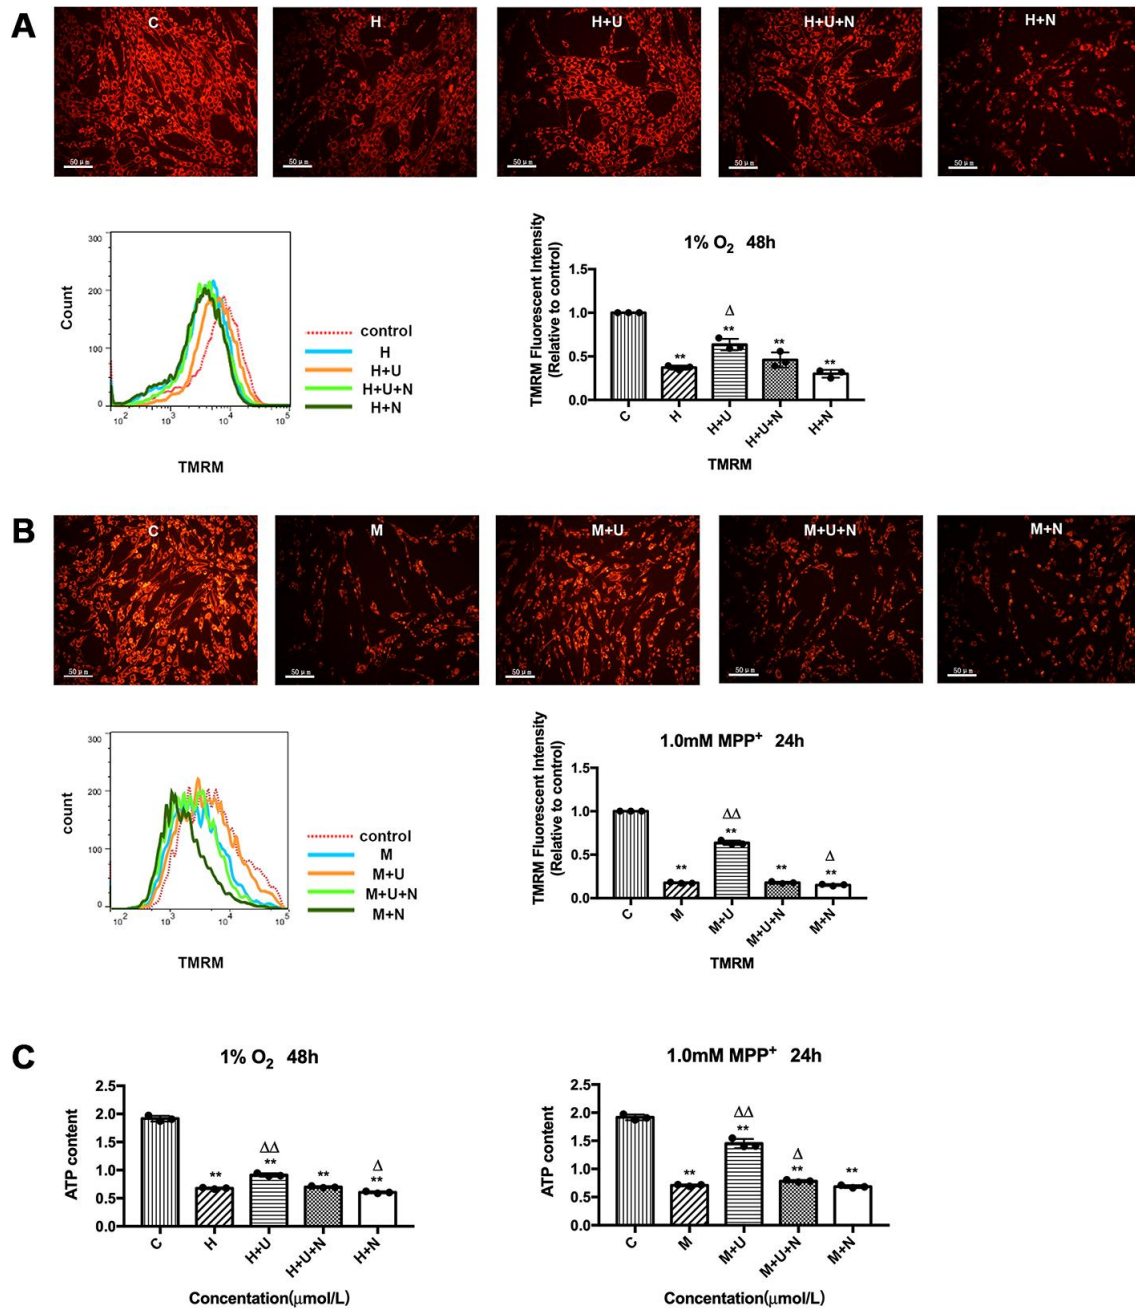 A
C
H
H+U
H+U+N
H+N
50 μm
50 μm
50 μm
50 μm
50 μm
300
200
100
0
Count
10²
10³
10⁴
10⁵
TMRM
control
H
H+U
H+U+N
H+N
1% O₂ 48h
TMRM Fluorescent Intensity
(Relative to control)
1.5
1.0
0.5
0.0
Δ
**
**
**
**
C
H
H+U
H+U+N
H+N
TMRM
B
C
M
M+U
M+U+N
M+N
50 μm
50 μm
50 μm
50 μm
50 μm
300
200
100
0
count
10²
10³
10⁴
10⁵
TMRM
control
M
M+U
M+U+N
M+N
1.0mM MPP⁺ 24h
TMRM Fluorescent Intensity
(Relative to control)
1.5
1.0
0.5
0.0
**
ΔΔ
**
**
Δ
**
C
M
M+U
M+U+N
M+N
TMRM
C
1% O₂ 48h
ATP content
2.5
2.0
1.5
1.0
0.5
0.0
**
ΔΔ
**
**
Δ
**
C
H
H+U
H+U+N
H+N
Concentation(μmol/L)
1.0mM MPP⁺ 24h
ATP content
2.5
2.0
1.5
1.0
0.5
0.0
**
ΔΔ
**
Δ
**
**
C
M
M+U
M+U+N
M+N
Concentation(μmol/L)